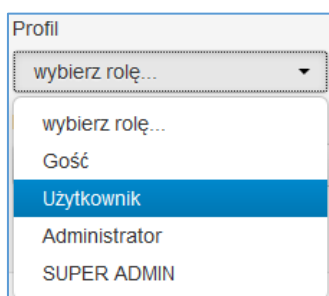 Profil
wybierz rolę...
wybierz rolę...
Gość
Użytkownik
Administrator
SUPER ADMIN